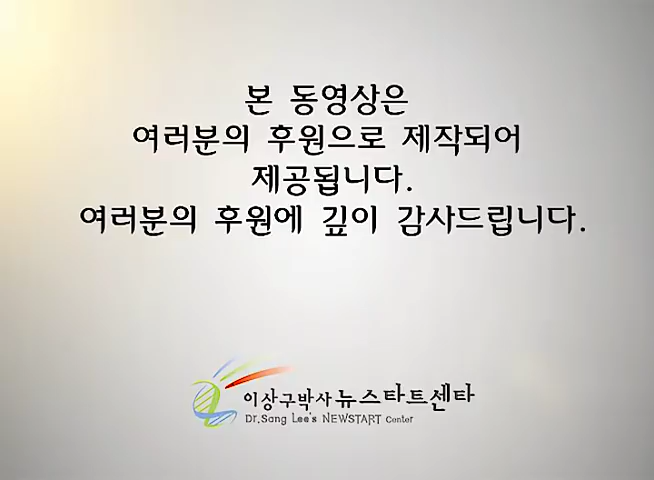 본 동영상은
여러분의 후원으로 제작되어
제공됩니다.
여러분의 후원에 깊이 감사드립니다.
이상구박사 뉴스타트센타
Dr.Sang Lee's NEWSTART Center